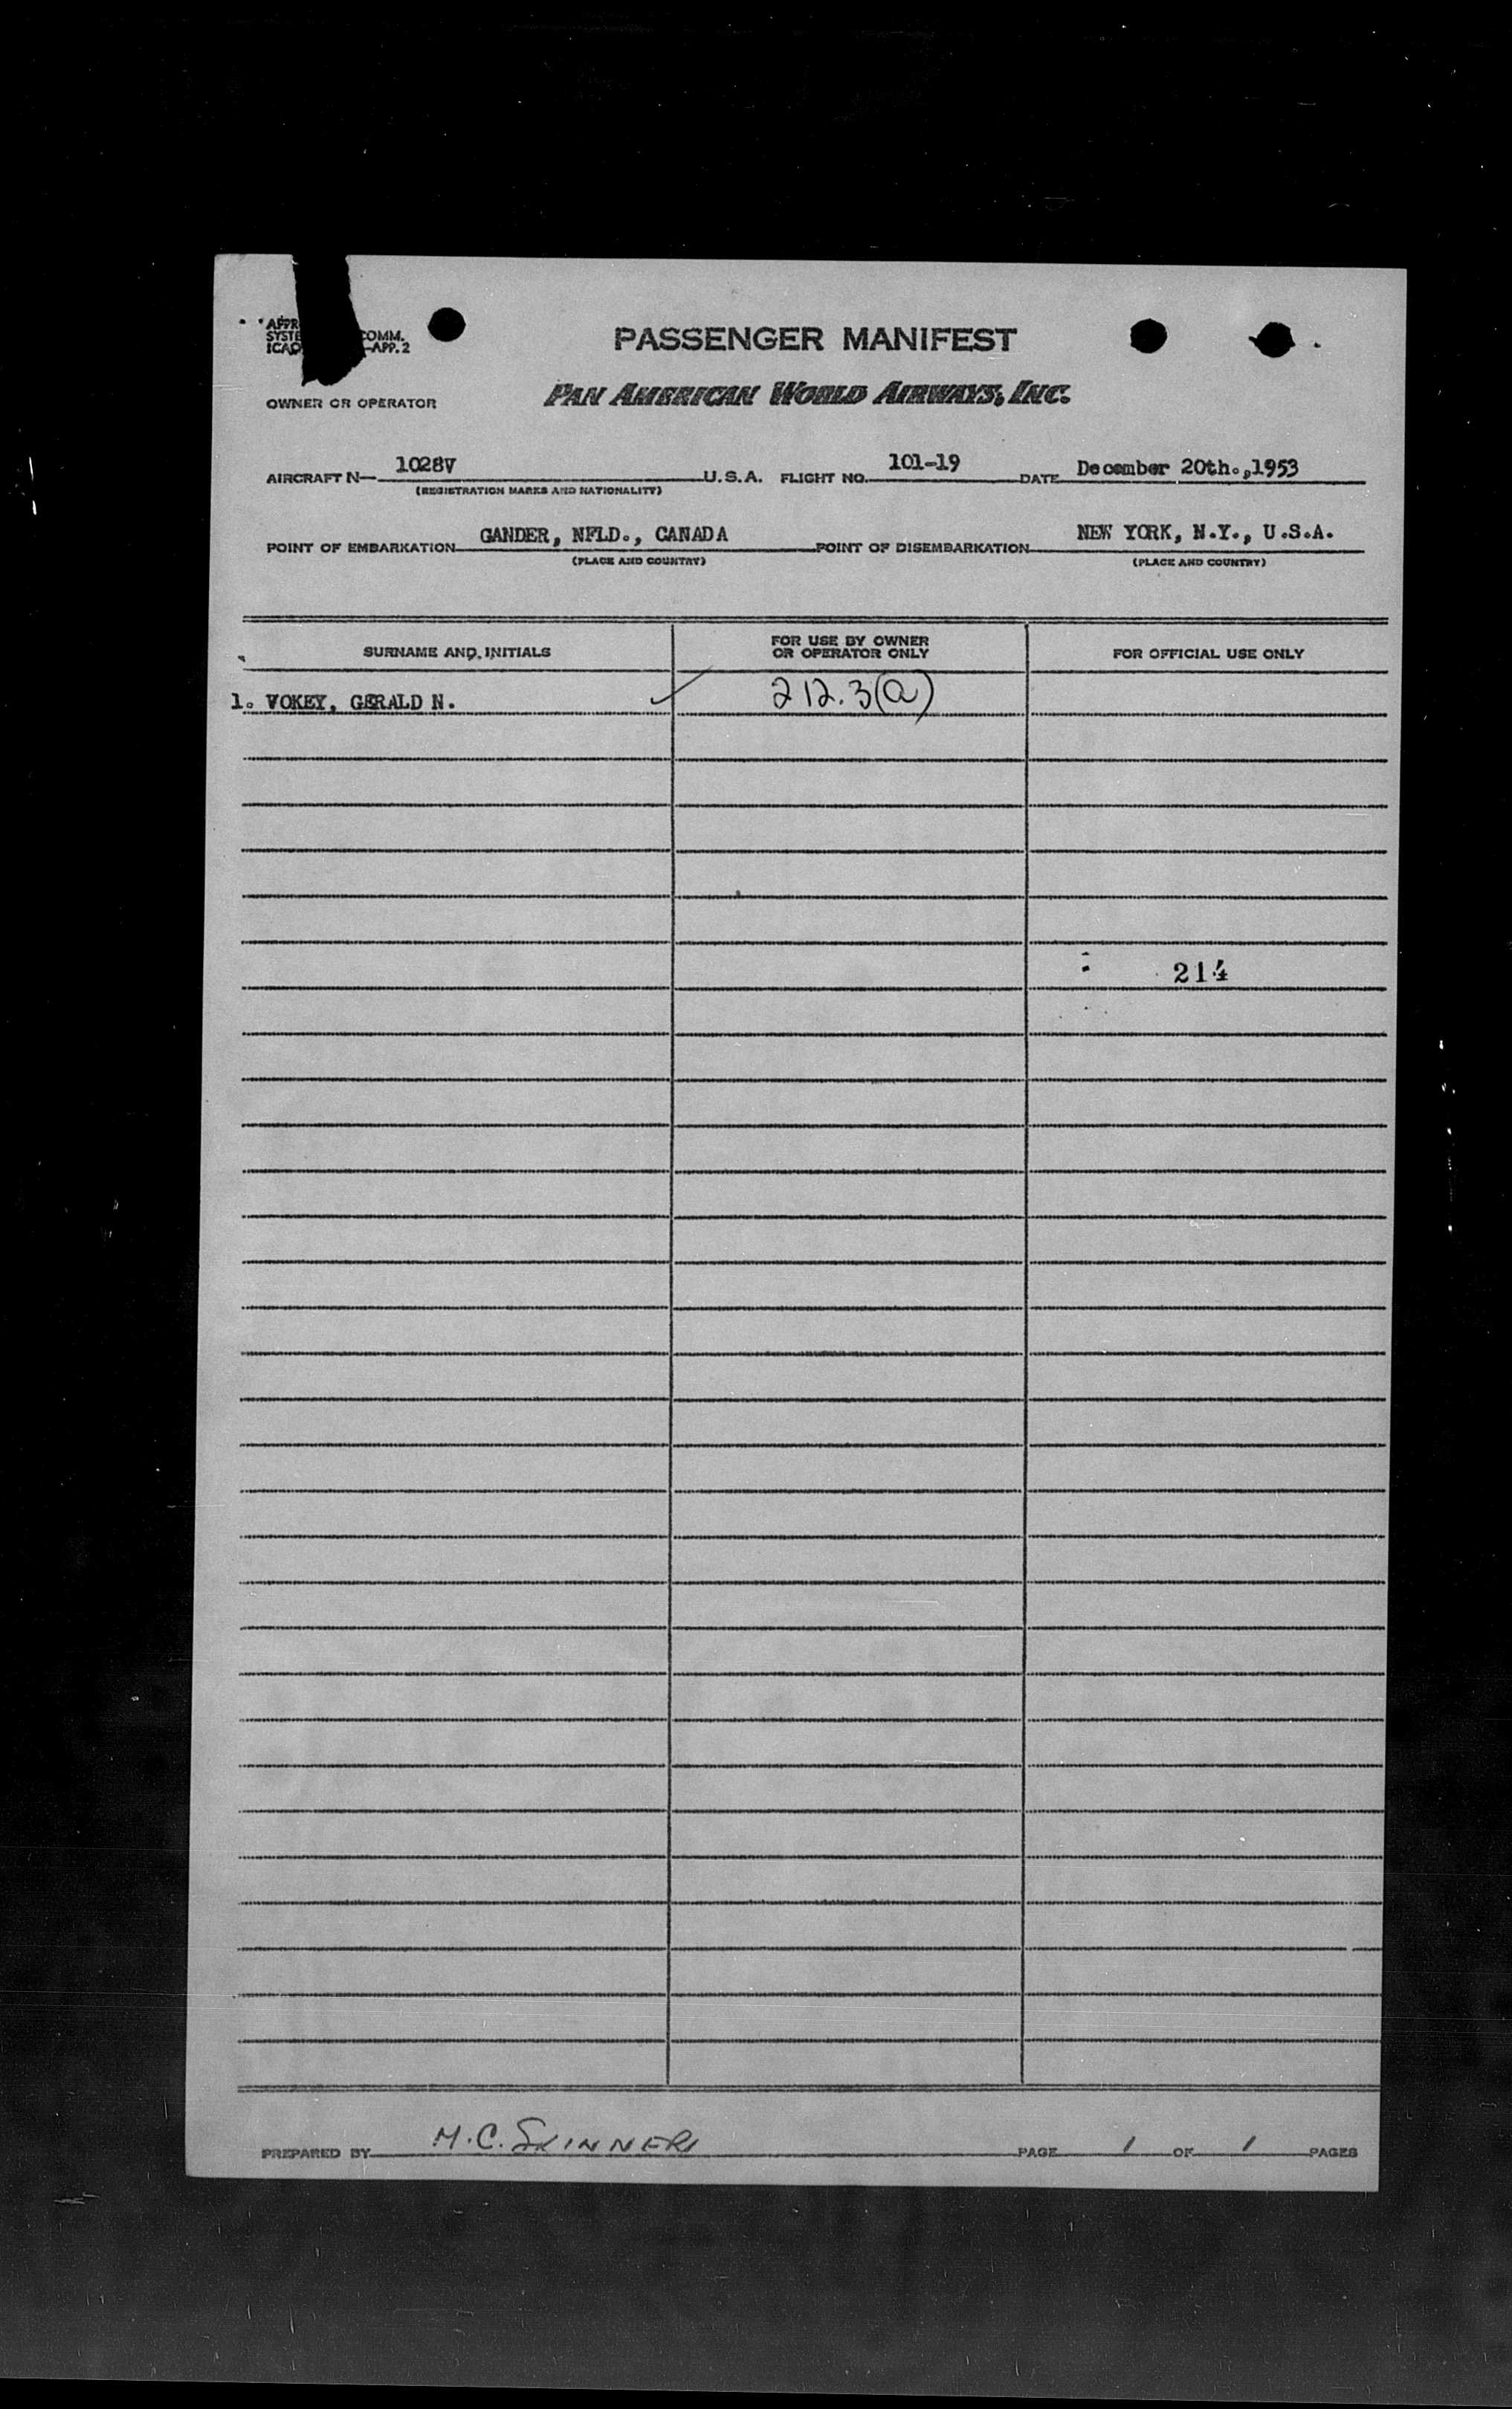 COMM.
-APP. 2
PASSENGER MANIFEST
OWNER OR OPERATOR PAN AMERICAN WORLD AIRWAYS, INC.
AIRCRAFT N— 1028V U.S.A. FLIGHT NO. 101-19 DATE December 20th.,1953
(REGISTRATION MARKS AND NATIONALITY)
POINT OF EMBARKATION GANDER, NFLD., CANADA POINT OF DISEMBARKATION NEW YORK, N.Y., U.S.A.
(PLACE AND COUNTRY) (PLACE AND COUNTRY)
SURNAME AND INITIALS FOR USE BY OWNER OR OPERATOR ONLY FOR OFFICIAL USE ONLY
1. VOKEY, GERALD N. ✓ 212.3(a)
214
PREPARED BY M.C. SKINNER PAGE 1 OF 1 PAGES